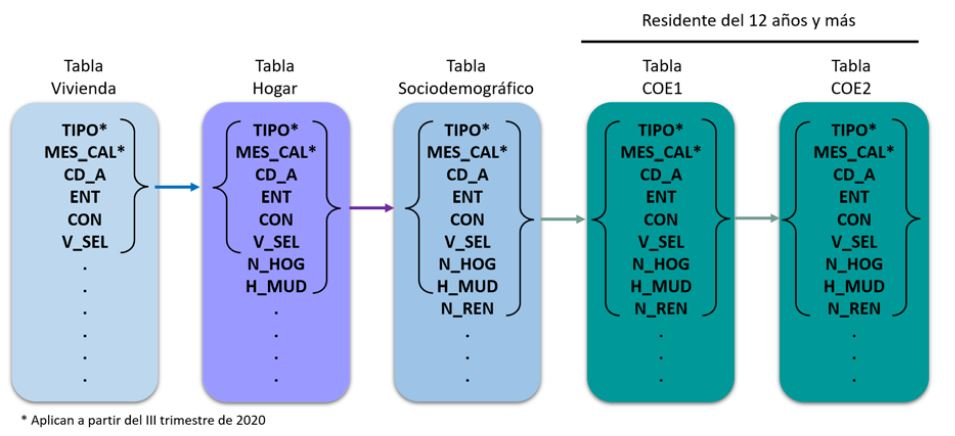 Residente del 12 años y más
Tabla
Vivienda
TIPO*
MES_CAL*
CD_A
ENT
CON
V_SEL
.
.
.
.
.
.
Tabla
Hogar
TIPO*
MES_CAL*
CD_A
ENT
CON
V_SEL
N_HOG
H_MUD
.
.
.
.
Tabla
Sociodemográfico
TIPO*
MES_CAL*
CD_A
ENT
CON
V_SEL
N_HOG
H_MUD
N_REN
.
.
.
Tabla
COE1
TIPO*
MES_CAL*
CD_A
ENT
CON
V_SEL
N_HOG
H_MUD
N_REN
.
.
.
Tabla
COE2
TIPO*
MES_CAL*
CD_A
ENT
CON
V_SEL
N_HOG
H_MUD
N_REN
.
.
.
* Aplican a partir del III trimestre de 2020